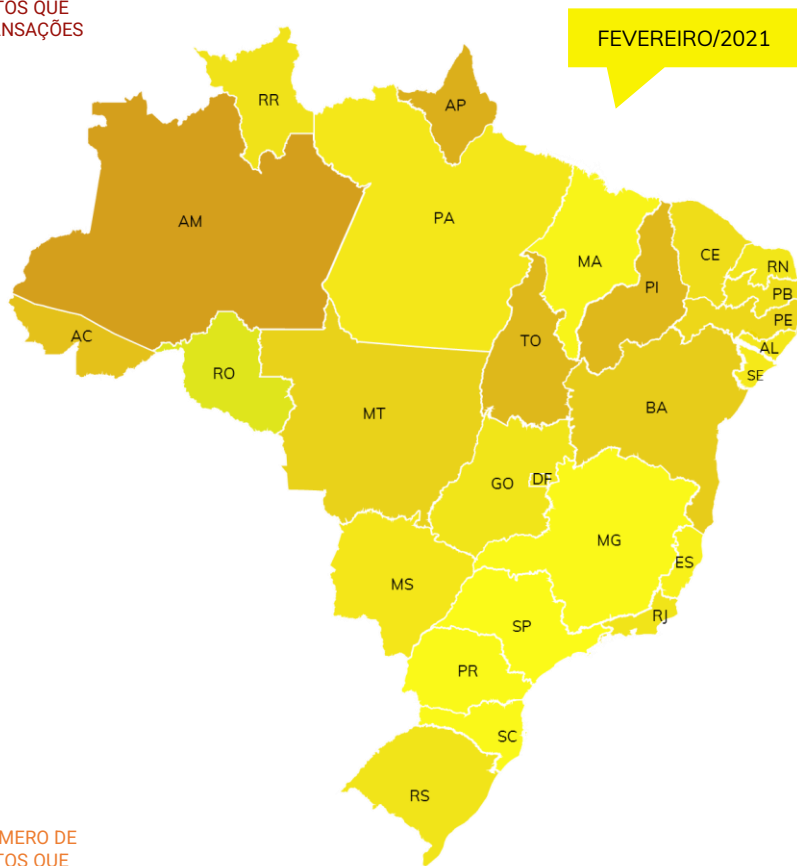 TOS QUE
NSAÇÕES
FEVEREIRO/2021
RR
AP
AM
PA
MA
CE
RN
PI
PB
PE
AC
TO
AL
RO
SE
MT
BA
GO
DF
MG
ES
MS
RJ
SP
PR
SC
RS
MERO DE
TOS QUE